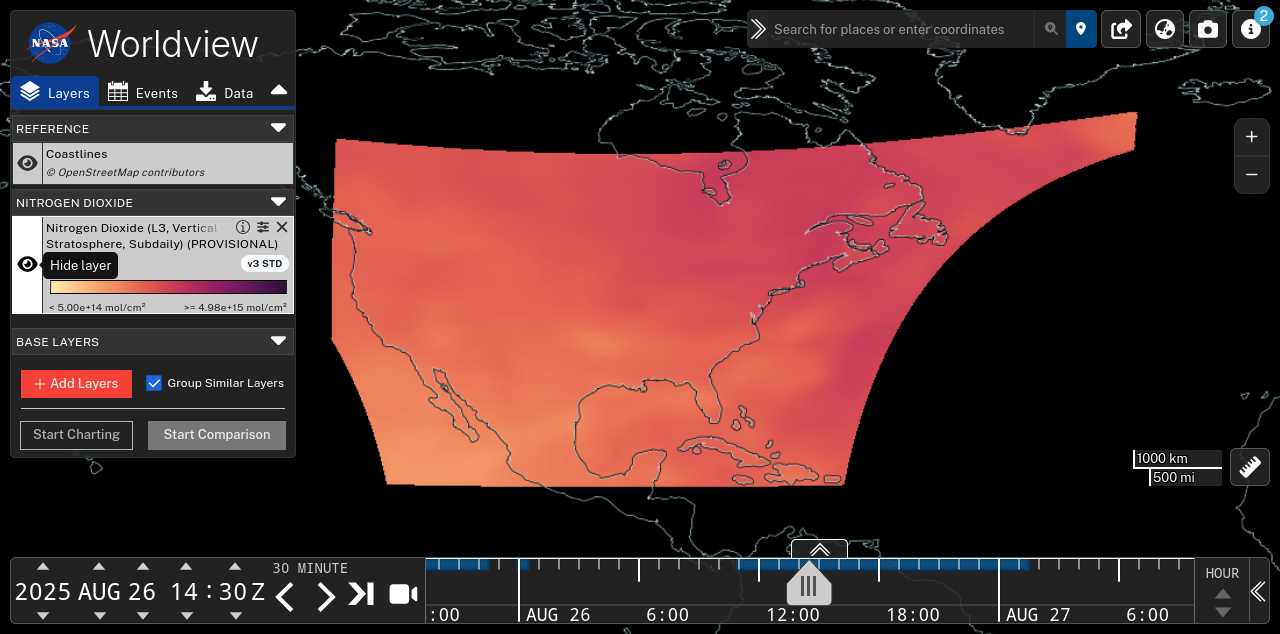 NASA Worldview
Search for places or enter coordinates
2
Layers
Events
Data
REFERENCE
Coastlines
© OpenStreetMap contributors
NITROGEN DIOXIDE
Nitrogen Dioxide (L3, Vertical
Stratosphere, Subdaily) (PROVISIONAL)
Hide layer
v3 STD
< 5.00e+14 mol/cm²
>= 4.98e+15 mol/cm²
BASE LAYERS
+ Add Layers
Group Similar Layers
Start Charting
Start Comparison
1000 km
500 mi
2025 AUG 26 14 : 30 Z
30 MINUTE
:00
AUG 26
6:00
12:00
18:00
AUG 27
6:00
HOUR